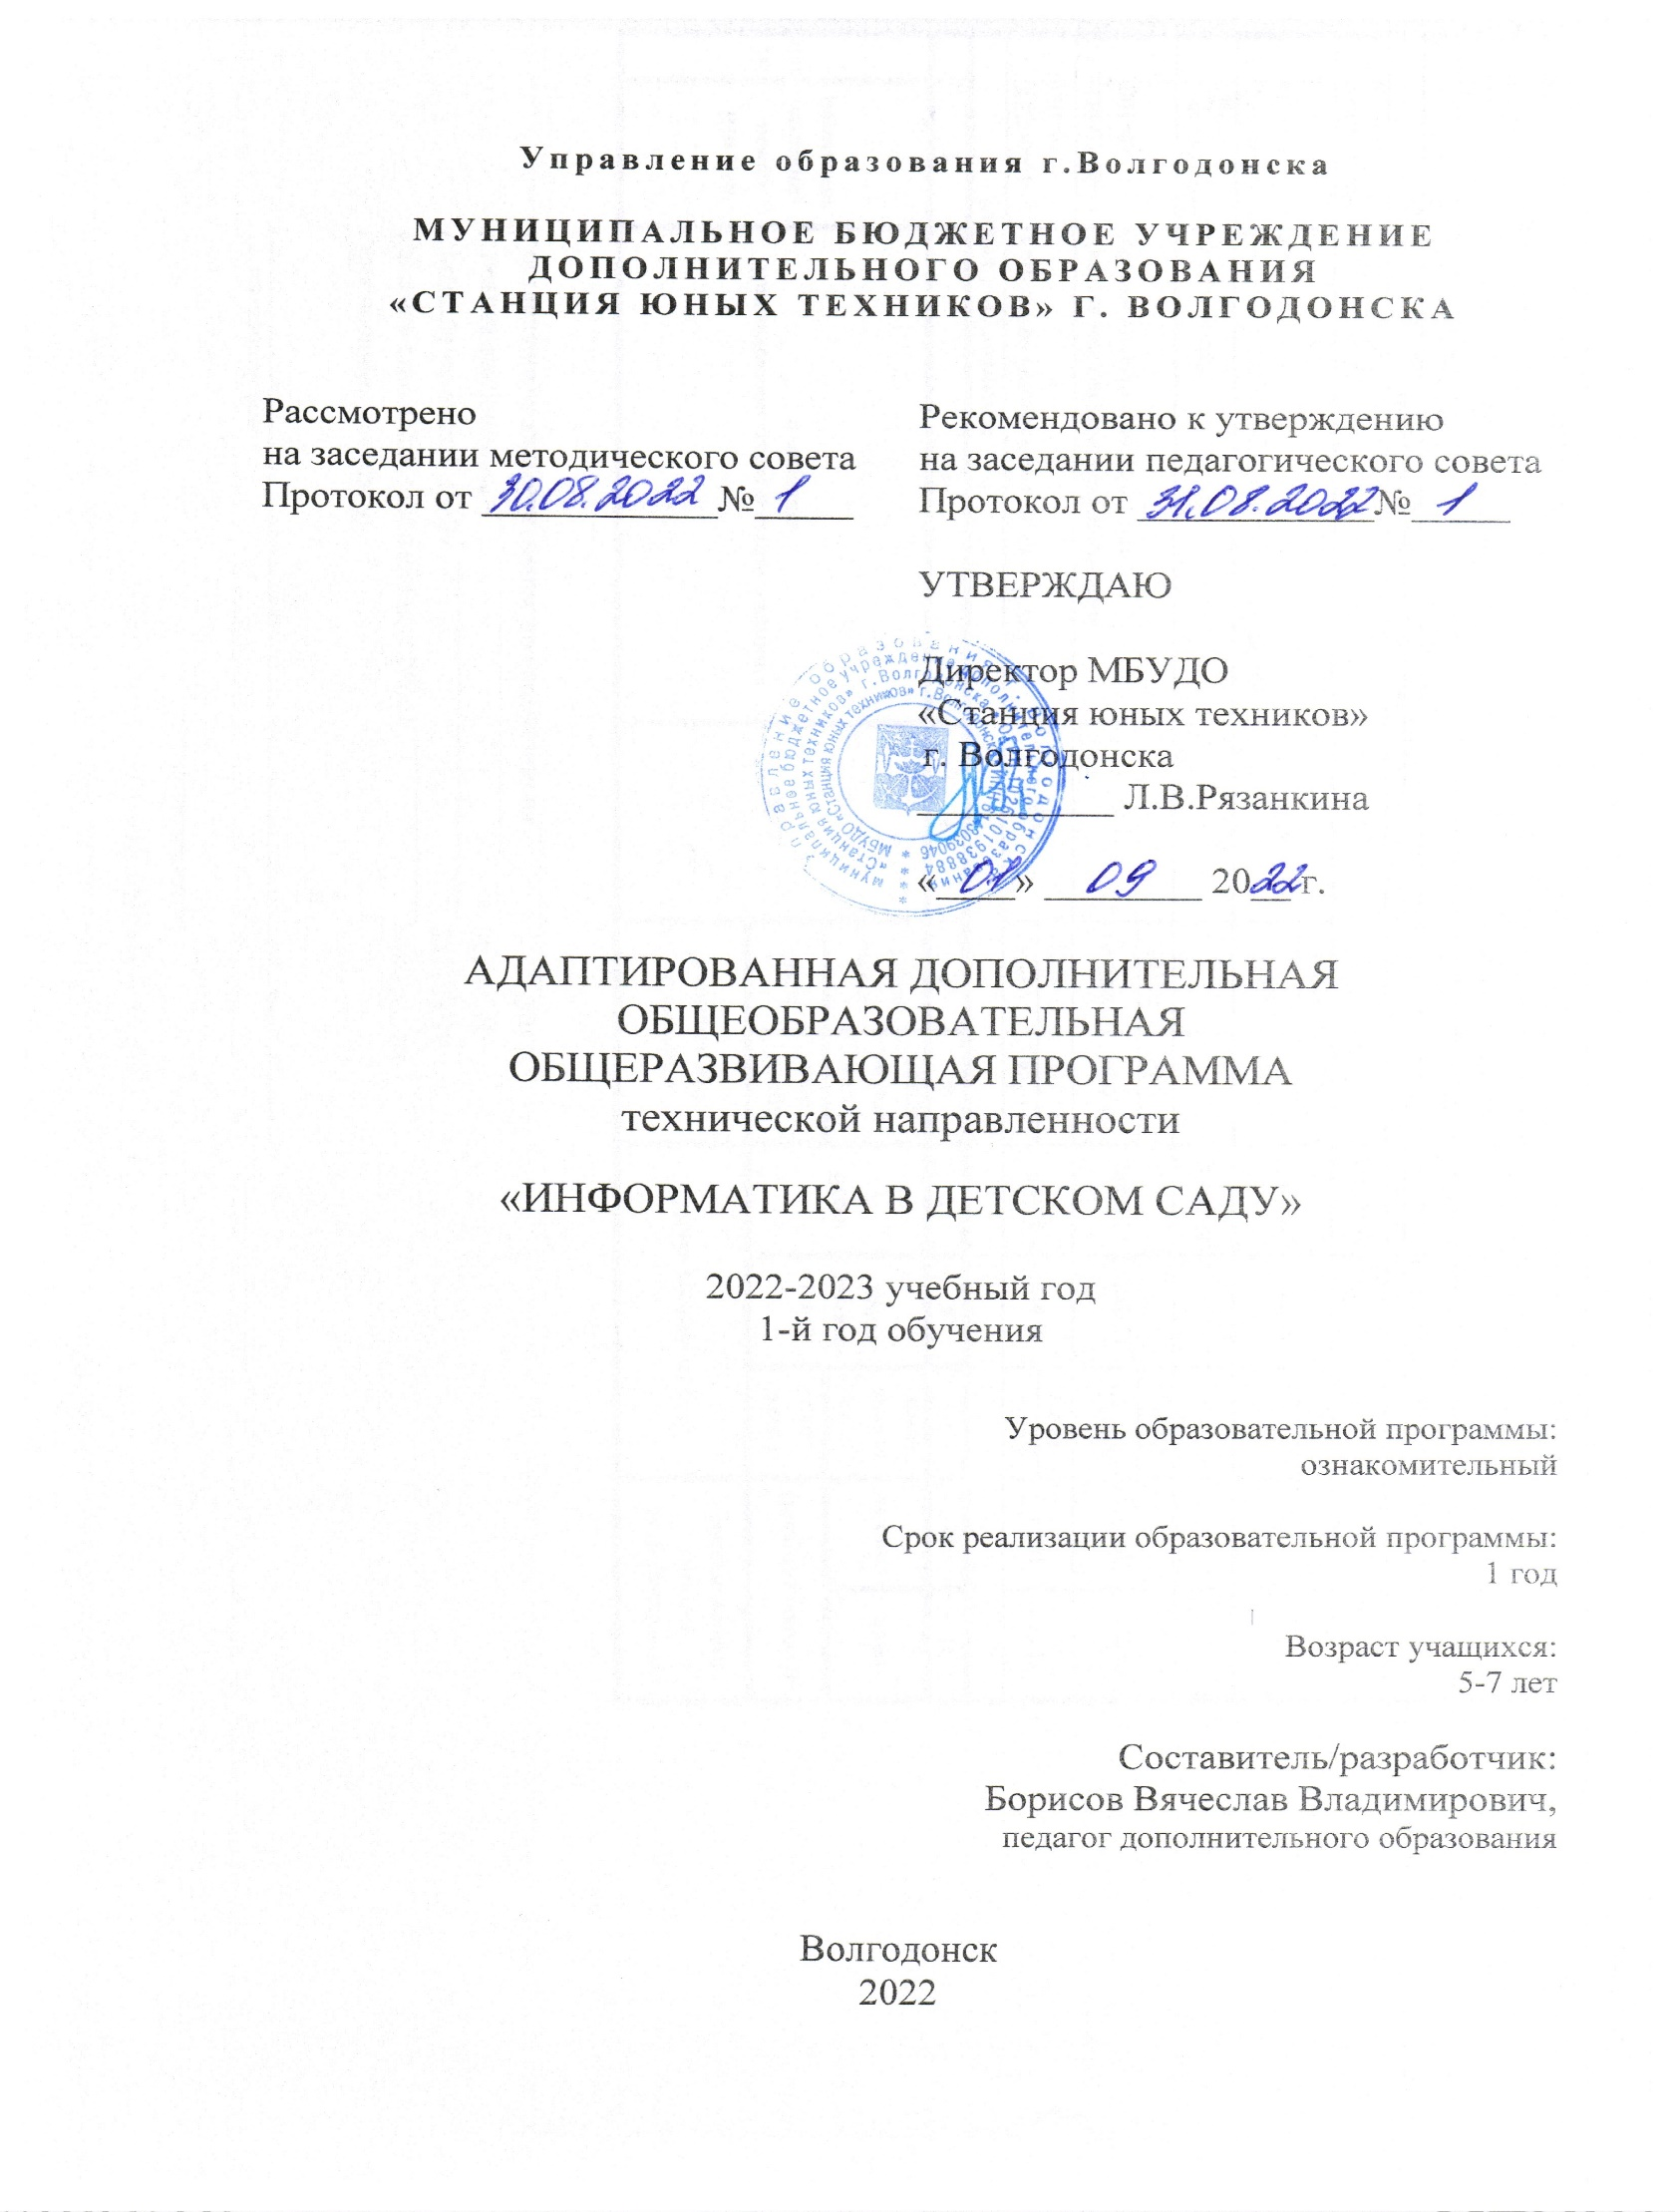 Управление образования г.Волгодонска
МУНИЦИПАЛЬНОЕ БЮДЖЕТНОЕ УЧРЕЖДЕНИЕ
ДОПОЛНИТЕЛЬНОГО ОБРАЗОВАНИЯ
«СТАНЦИЯ ЮНЫХ ТЕХНИКОВ» Г. ВОЛГОДОНСКА
Рассмотрено
на заседании методического совета
Протокол от 30.08.2022 № 1
Рекомендовано к утверждению
на заседании педагогического совета
Протокол от 31.08.2022 № 1
УТВЕРЖДАЮ
Директор МБУДО
«Станция юных техников»
г. Волгодонска
Л.В.Рязанкина
«01» 09 2022 г.
АДАПТИРОВАННАЯ ДОПОЛНИТЕЛЬНАЯ
ОБЩЕОБРАЗОВАТЕЛЬНАЯ
ОБЩЕРАЗВИВАЮЩАЯ ПРОГРАММА
технической направленности
«ИНФОРМАТИКА В ДЕТСКОМ САДУ»
2022-2023 учебный год
1-й год обучения
Уровень образовательной программы:
ознакомительный
Срок реализации образовательной программы:
1 год
Возраст учащихся:
5-7 лет
Составитель/разработчик:
Борисов Вячеслав Владимирович,
педагог дополнительного образования
Волгодонск
2022